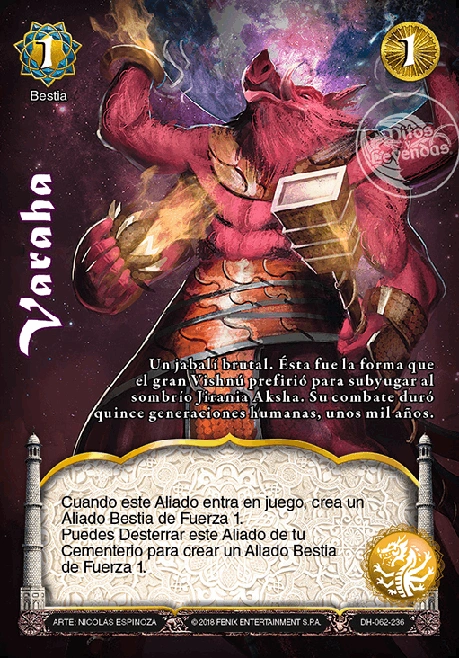 1
1
Bestia
Mitos
y Leyendas
Varaha
Un jabalí brutal. Ésta fue la forma que
el gran Vishnú prefirió para subyugar al
sombrío Jirania Aksha. Su combate duró
quince generaciones humanas, unos mil años.
Cuando este Aliado entra en juego, crea un
Aliado Bestia de Fuerza 1.
Puedes Desterrar este Aliado de tu
Cementerio para crear un Aliado Bestia
de Fuerza 1.
ARTE: NICOLAS ESPINOZA
©2018 FENIX ENTERTAINMENT S.P.A.
DH-062-236